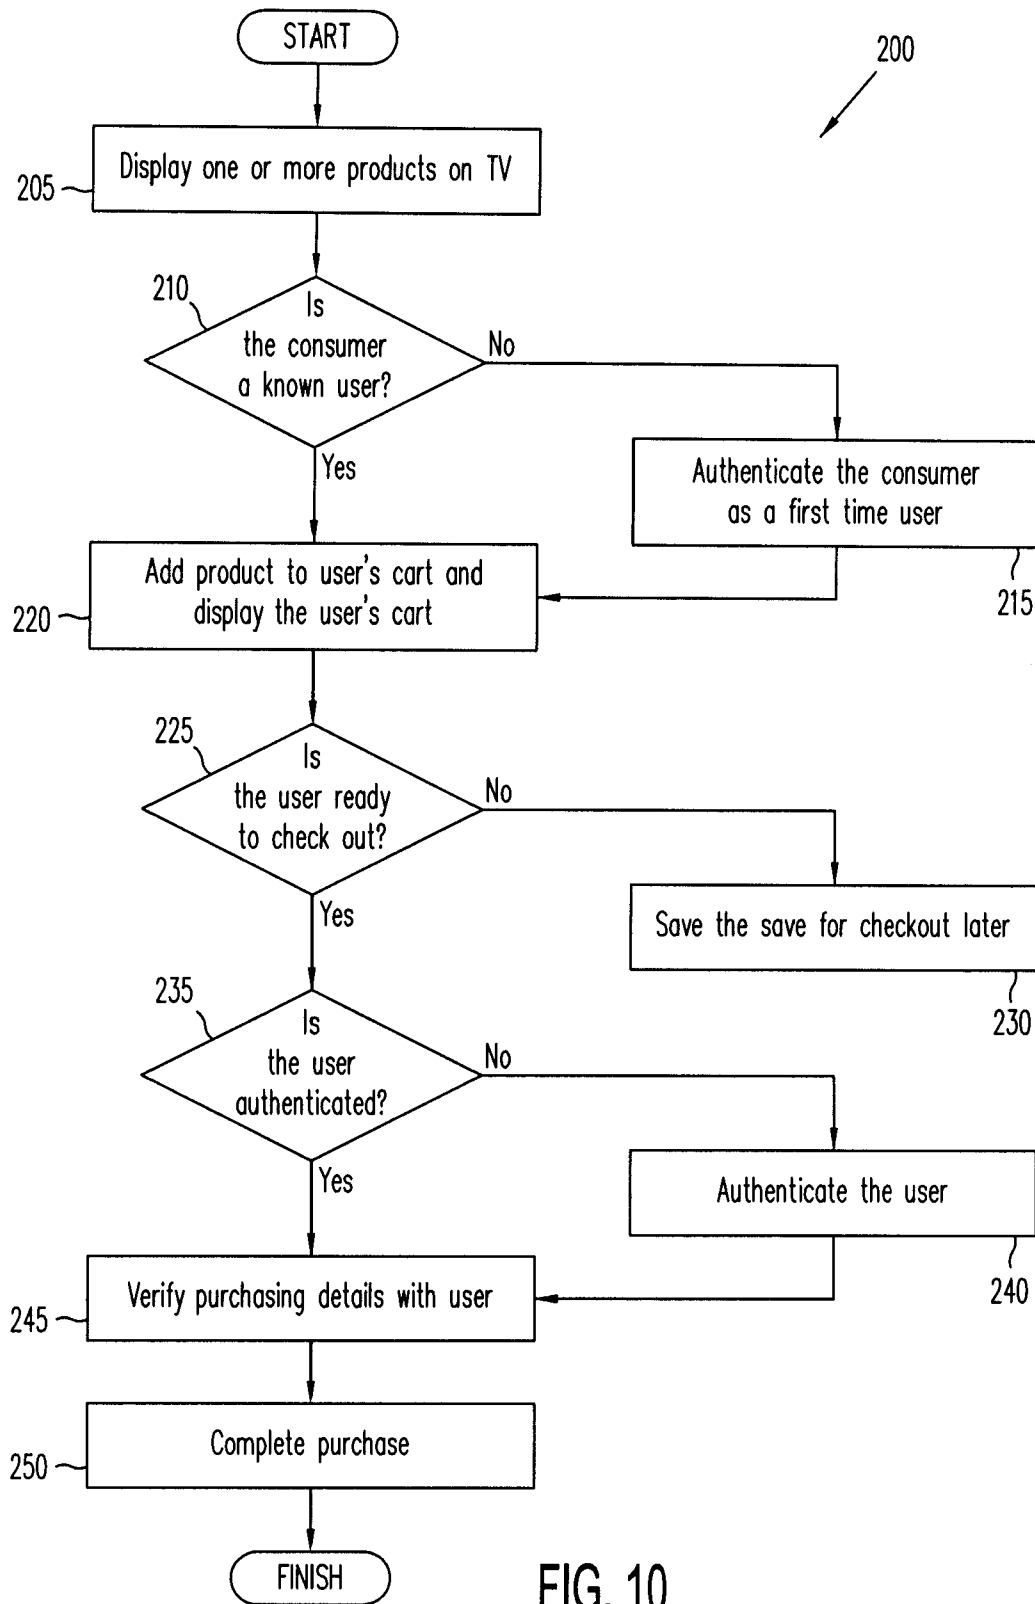 START
200
Display one or more products on TV
205
210
Is
the consumer
a known user?
No
Yes
Authenticate the consumer
as a first time user
215
Add product to user's cart and
display the user's cart
220
225
Is
the user ready
to check out?
No
Yes
Save the save for checkout later
230
235
Is
the user
authenticated?
No
Yes
Authenticate the user
240
Verify purchasing details with user
245
Complete purchase
250
FINISH
FIG. 10